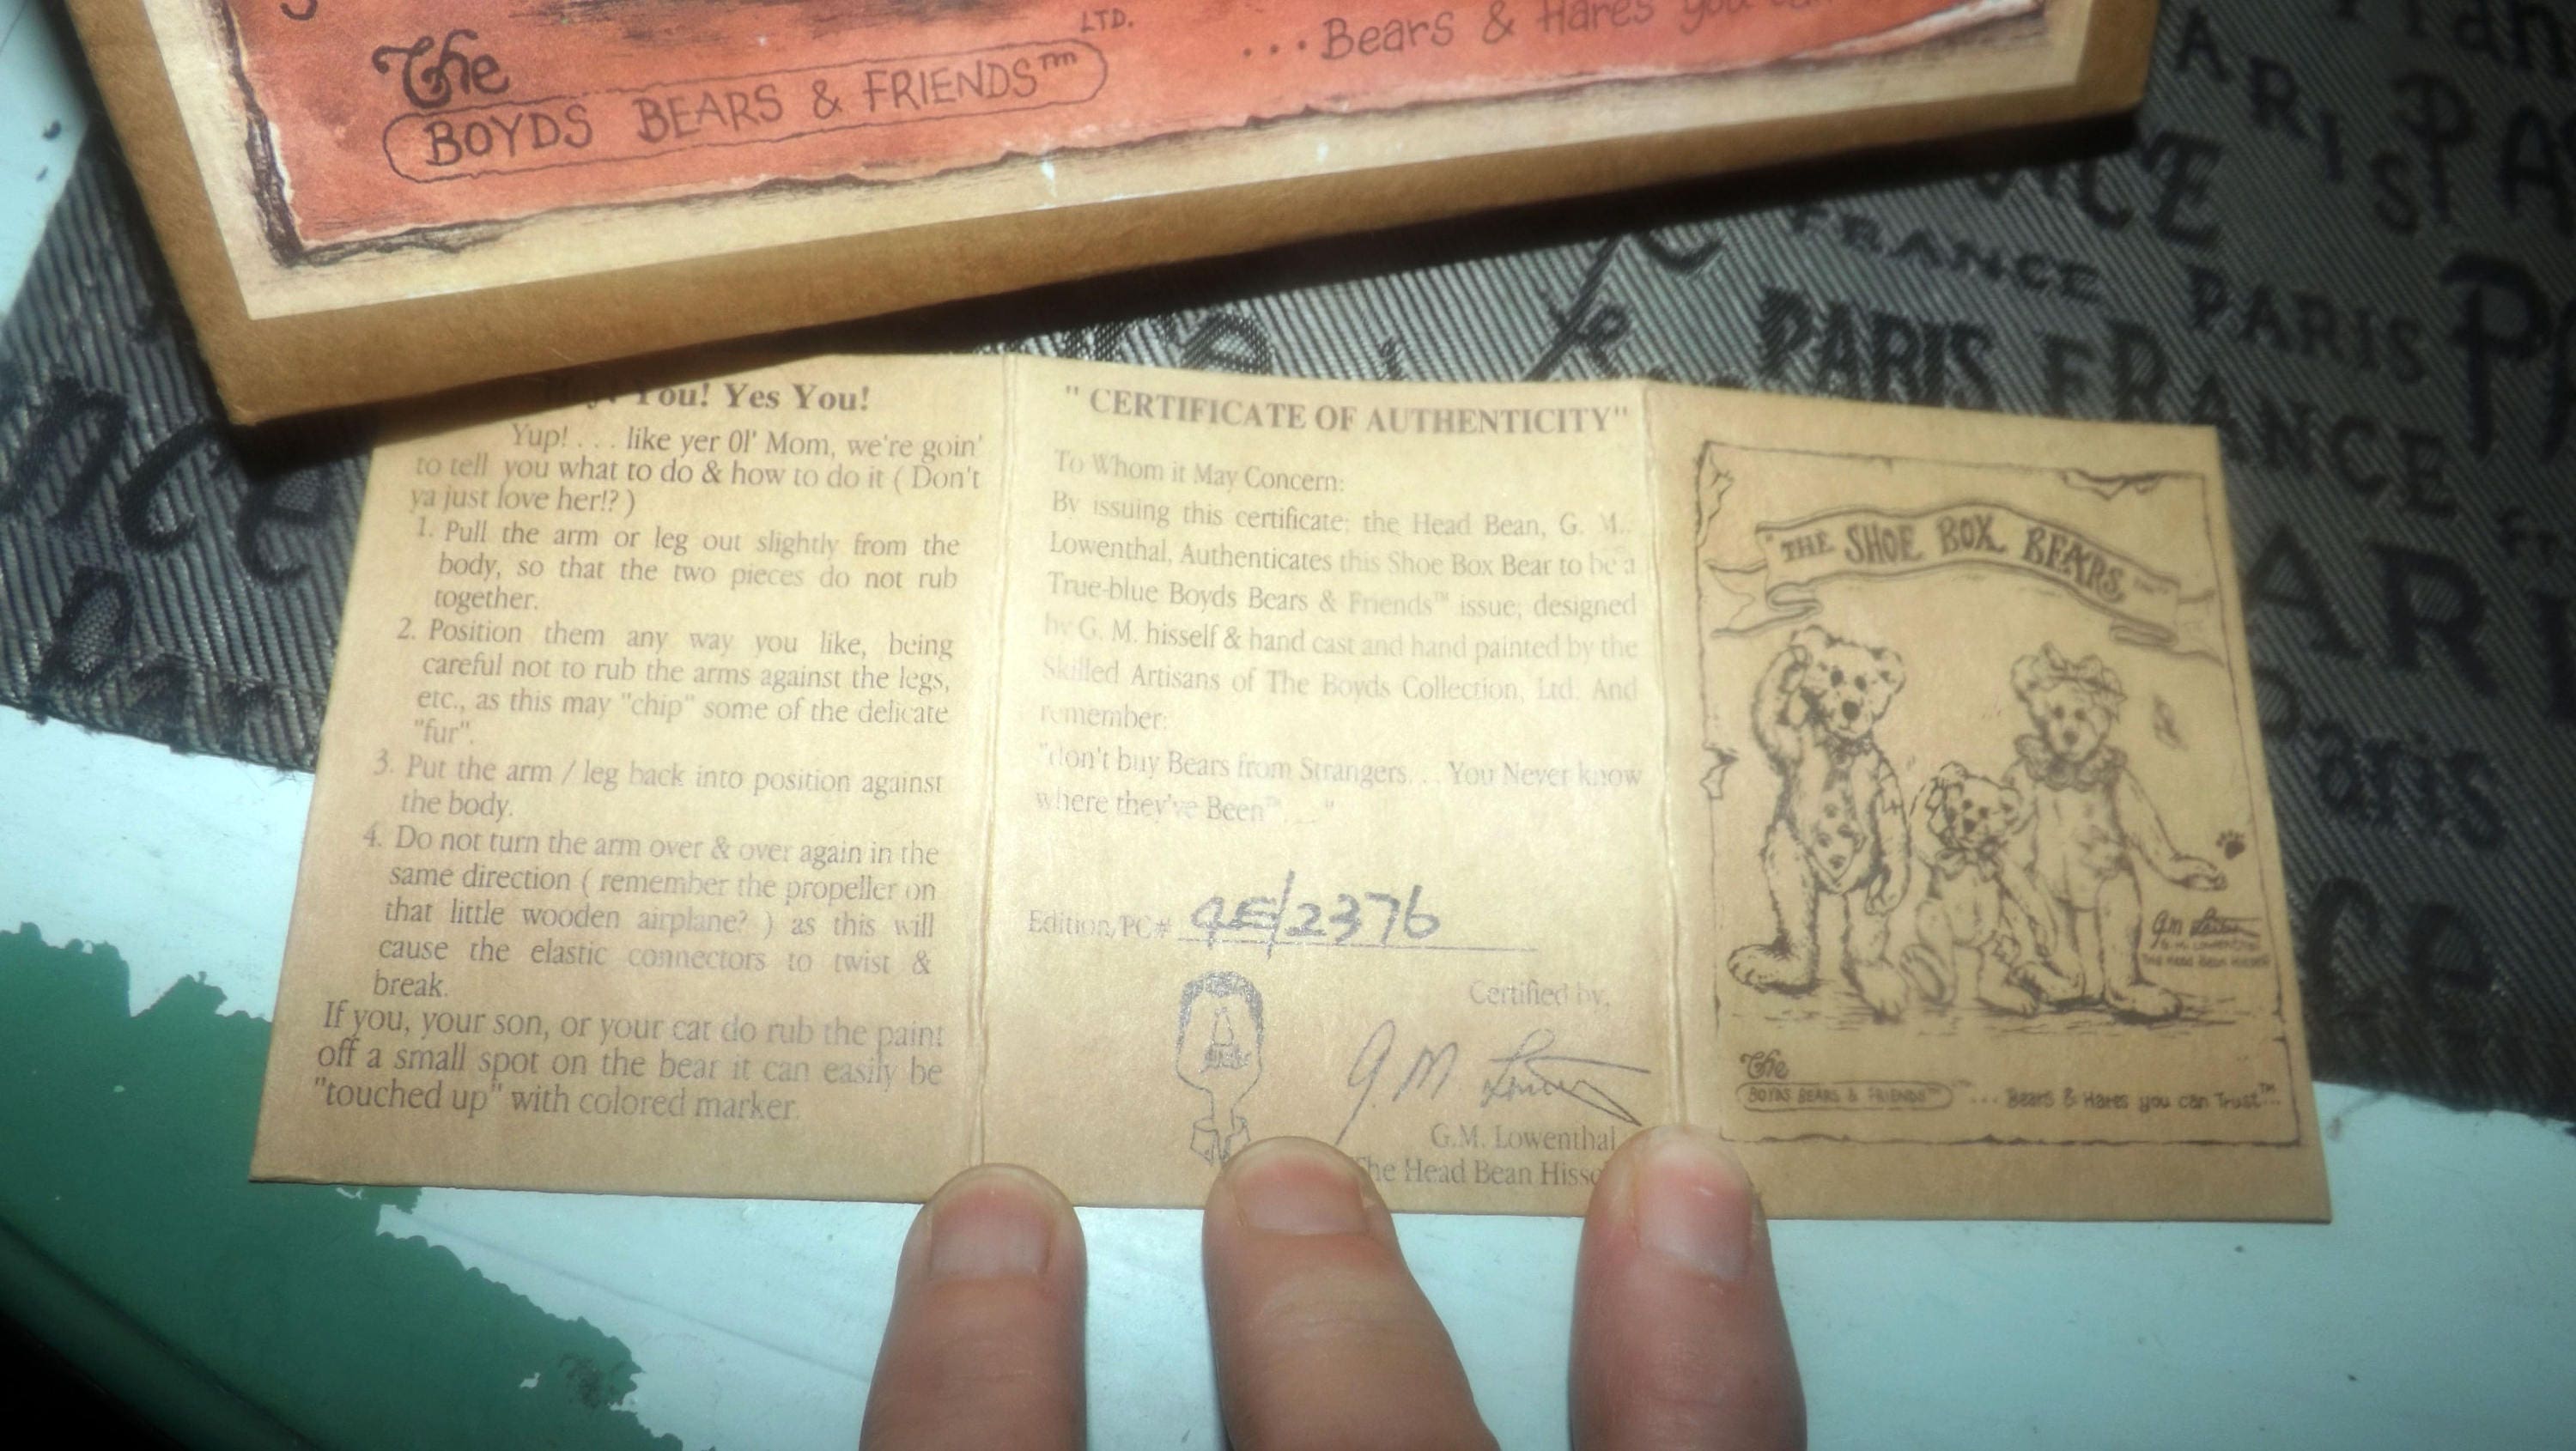 LTD.
The
BOYDS BEARS & FRIENDS™
...Bears & Hares you
You! Yes You!
Yup! . . . like yer Ol' Mom, we're goin'
to tell you what to do & how to do it ( Don't
ya just love her!? )
1. Pull the arm or leg out slightly from the
body, so that the two pieces do not rub
together.
2. Position them any way you like, being
careful not to rub the arms against the legs,
etc., as this may "chip" some of the delicate
"fur".
3. Put the arm / leg back into position against
the body.
4. Do not turn the arm over & over again in the
same direction ( remember the propeller on
that little wooden airplane? ) as this will
cause the elastic connectors to twist &
break.
If you, your son, or your cat do rub the paint
off a small spot on the bear it can easily be
"touched up" with colored marker.
" CERTIFICATE OF AUTHENTICITY"
To Whom it May Concern:
By issuing this certificate; the Head Bean, G. M.
Lowenthal, Authenticates this Shoe Box Bear to be a
True-blue Boyds Bears & Friends™ issue; designed
by G. M. hisself & hand cast and hand painted by the
Skilled Artisans of The Boyds Collection, Ltd. And
remember:
"don't buy Bears from Strangers. . . You Never know
where they've Been™. . ."
Edition/PC# 4E/2376
Certified by,
G.M. Lowenthal
The Head Bean
"THE SHOE BOX BEARS™"
G.M. LOWENTHAL
THE HEAD BEAN HISSELF
The
BOYDS BEARS & FRIENDS™ ... Bears & Hares you can Trust™...
PARIS FRANCE
FRANCE
PARIS